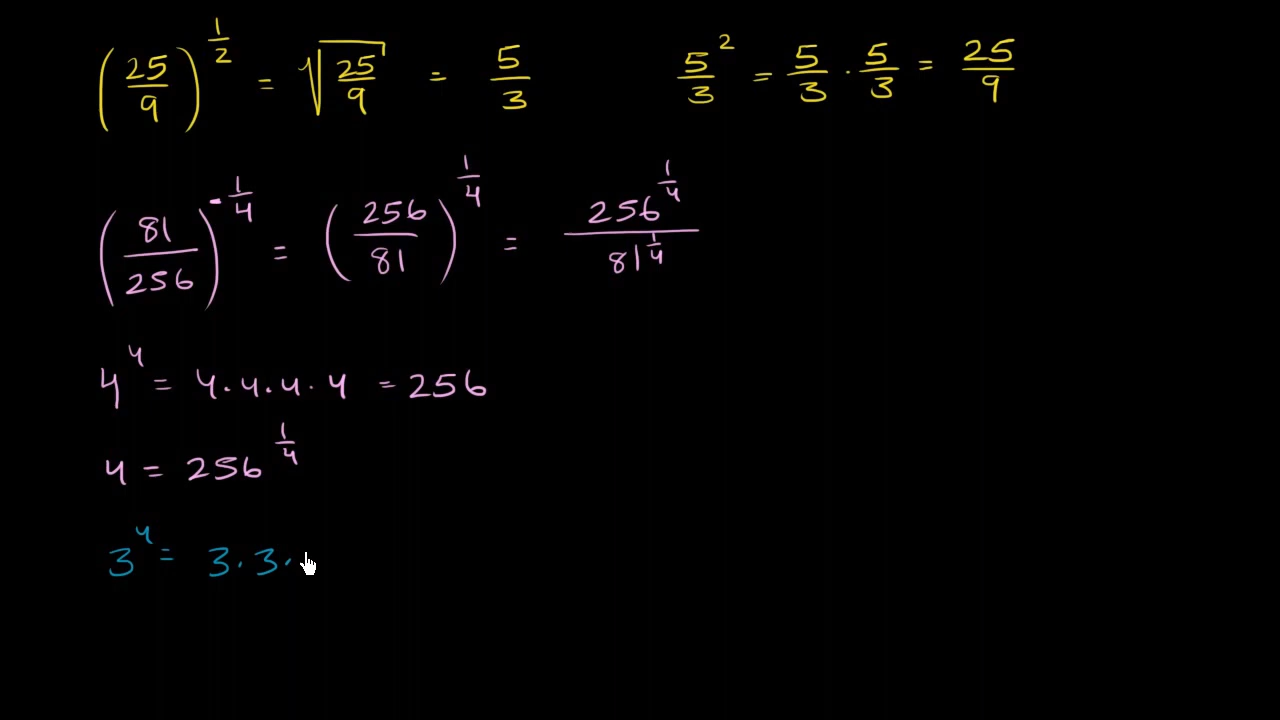 (25/9)^(1/2) = √(25/9) = 5/3    5/3^2 = 5/3 · 5/3 = 25/9
(81/256)^(-1/4) = (256/81)^(1/4) = 256^(1/4)/81^(1/4)
4^4 = 4 · 4 · 4 · 4 = 256
4 = 256^(1/4)
3^4 = 3 · 3 ·